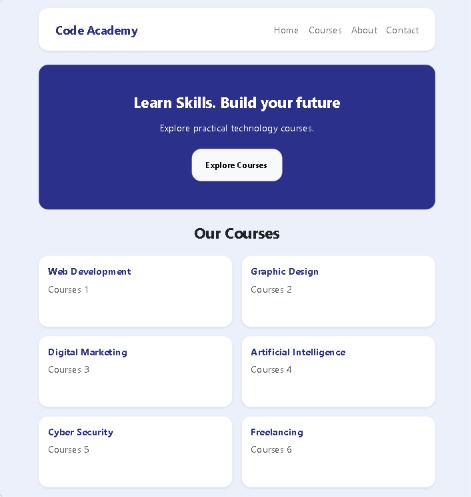 Code Academy
Home Courses About Contact
Learn Skills. Build your future
Explore practical technology courses.
Explore Courses
Our Courses
Web Development
Courses 1
Graphic Design
Courses 2
Digital Marketing
Courses 3
Artificial Intelligence
Courses 4
Cyber Security
Courses 5
Freelancing
Courses 6